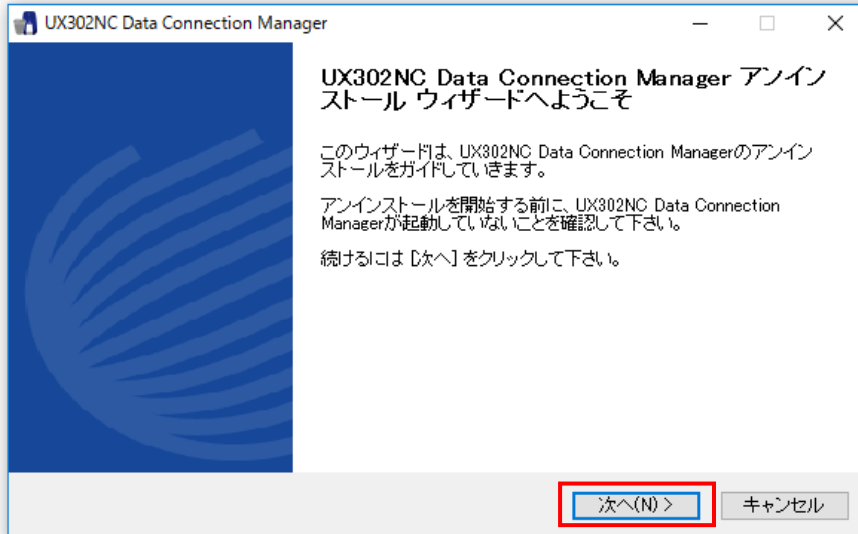 UX302NC Data Connection Manager
UX302NC Data Connection Manager アンイン
ストール ウィザードへようこそ
このウィザードは、UX302NC Data Connection Managerのアンイン
ストールをガイドしていきます。
アンインストールを開始する前に、UX302NC Data Connection
Managerが起動していないことを確認して下さい。
続けるには [次へ] をクリックして下さい。
次へ(N) >
キャンセル